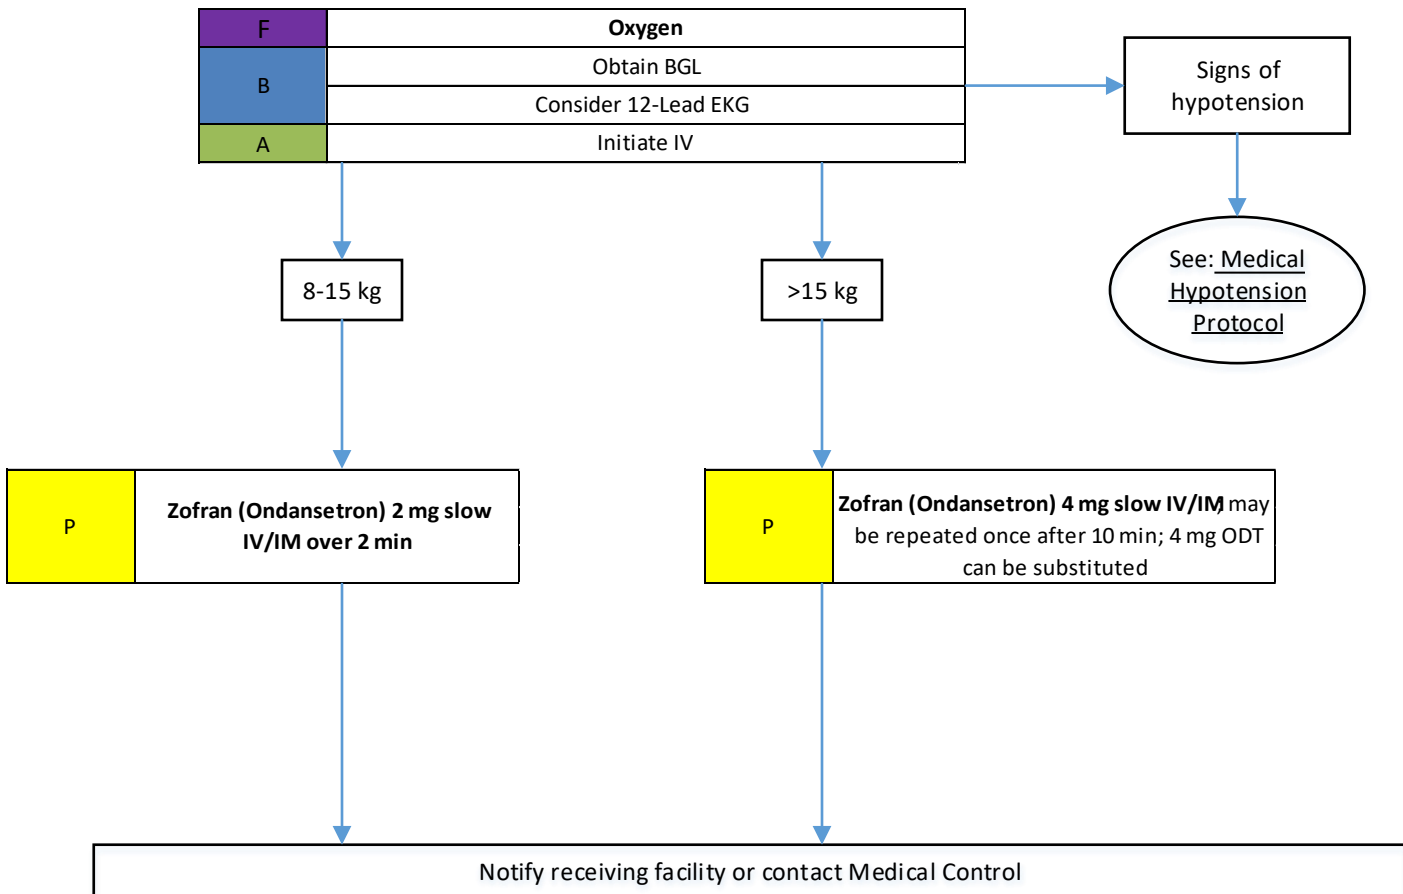 F
Oxygen
B
Obtain BGL
Consider 12-Lead EKG
A
Initiate IV
Signs of
hypotension
See: Medical
Hypotension
Protocol
8-15 kg
>15 kg
P
Zofran (Ondansetron) 2 mg slow
IV/IM over 2 min
P
Zofran (Ondansetron) 4 mg slow IV/IM; may
be repeated once after 10 min; 4 mg ODT
can be substituted
Notify receiving facility or contact Medical Control